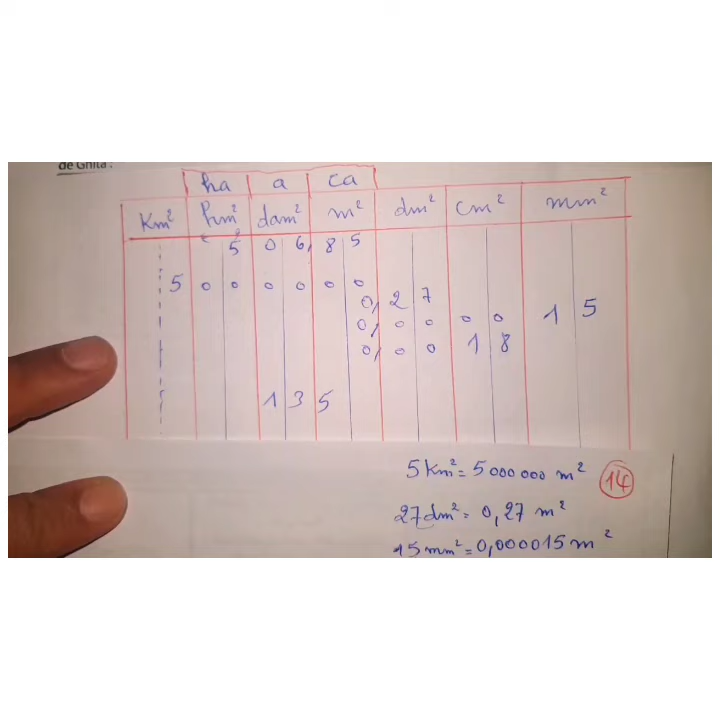 de Ghita :
ha a ca
Km² hm² dam² m² dm² cm² mm²
5 0 6, 8 5
5 0 0 0 0 0 0
0, 2 7
0, 0 0 0 0 1 5
0, 0 0 1 8
1 3 5
5 Km² = 5 000 000 m² 14
27 dm² = 0,27 m²
15 mm² = 0,000015 m²